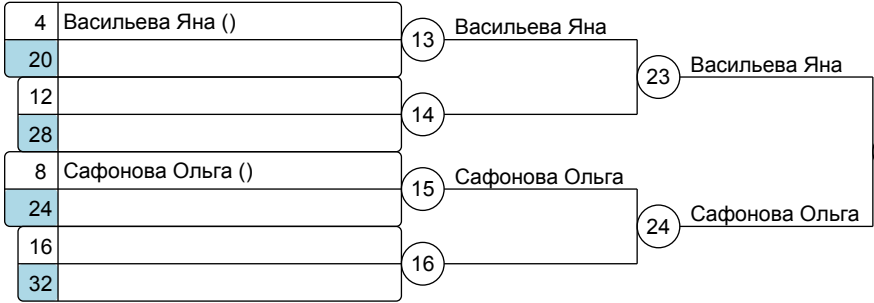 4 Васильева Яна ()
20
13 Васильева Яна
12
28
14
23 Васильева Яна
8 Сафонова Ольга ()
24
15 Сафонова Ольга
16
32
16
24 Сафонова Ольга